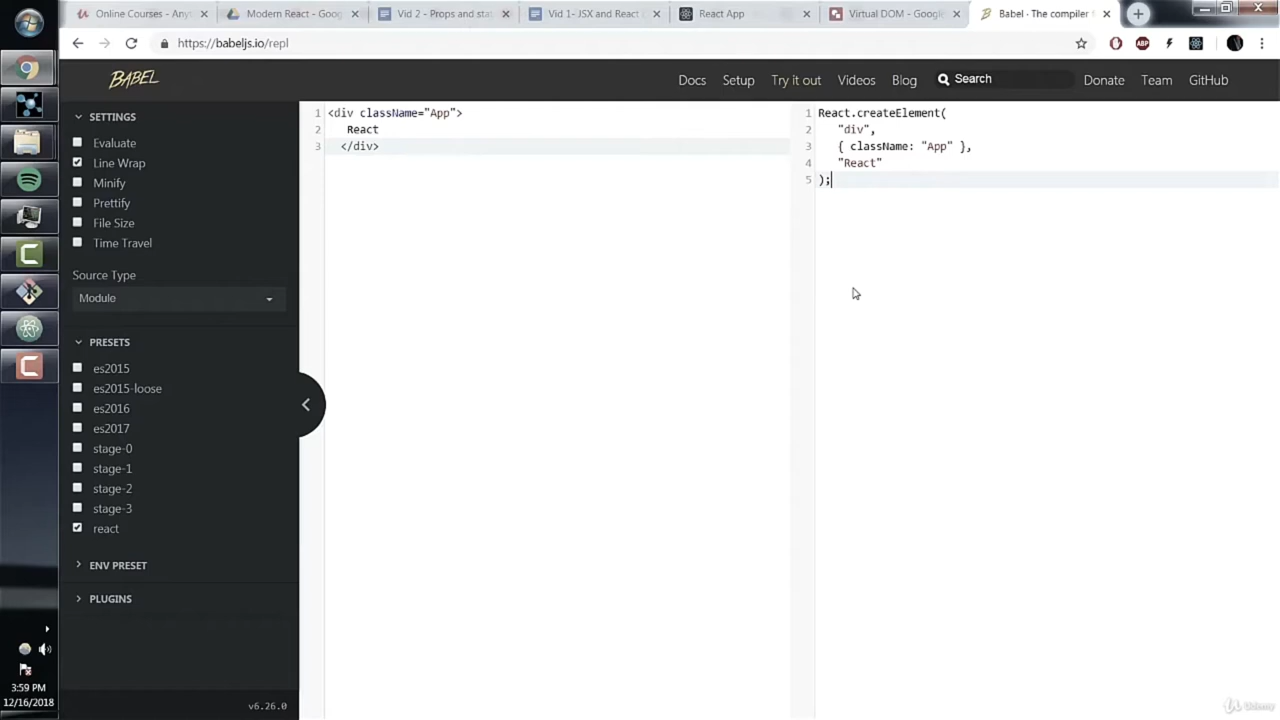 Online Courses - Anyt
Modern React - Goog
Vid 2 - Props and stat
Vid 1- JSX and React
React App
Virtual DOM - Google
Babel · The compiler f
https://babeljs.io/repl
ABP
BABEL
Docs
Setup
Try it out
Videos
Blog
Search
Donate
Team
GitHub
SETTINGS
Evaluate
Line Wrap
Minify
Prettify
File Size
Time Travel
Source Type
Module
PRESETS
es2015
es2015-loose
es2016
es2017
stage-0
stage-1
stage-2
stage-3
react
ENV PRESET
PLUGINS
v6.26.0
1 <div className="App">
2 React
3 </div>
1 React.createElement(
2 "div",
3 { className: "App" },
4 "React"
5 );
3:59 PM
12/16/2018
Udemy